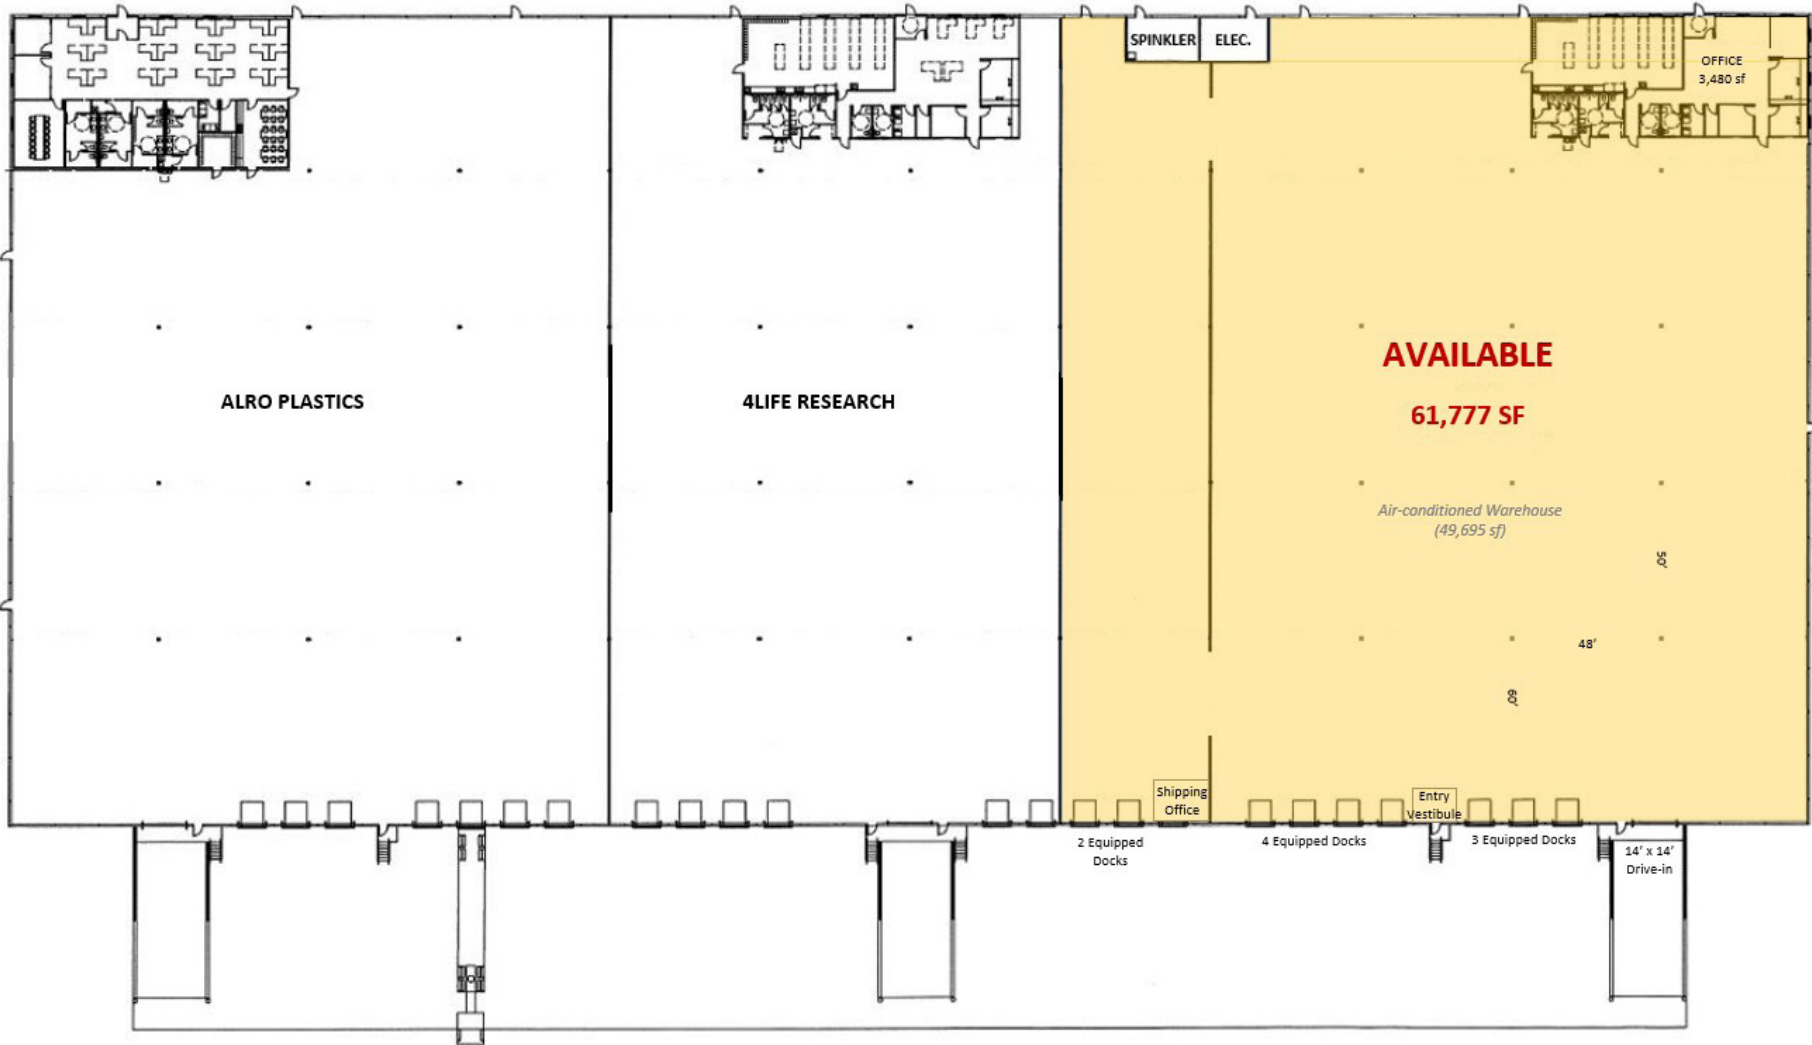 SPINKLER
ELEC.
OFFICE
3,480 sf
AVAILABLE
61,777 SF
ALRO PLASTICS
4LIFE RESEARCH
Air-conditioned Warehouse
(49,695 sf)
50'
48'
60'
Shipping
Office
Entry
Vestibule
2 Equipped
Docks
4 Equipped Docks
3 Equipped Docks
14' x 14'
Drive-in